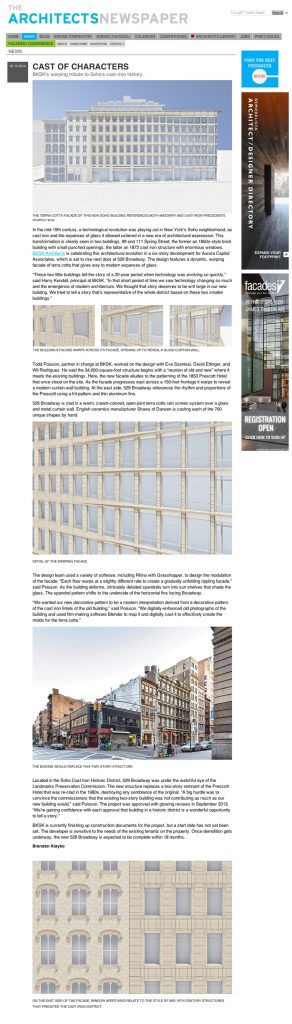 THE
ARCHITECTSNEWSPAPER
HOME NEWS BLOG ENEWS: FABRIKATOR ENEWS: FACADES+ CALENDAR COMPETITIONS ARCHITECTS LIBRARY JOBS PRINT ISSUES
FACADES+ CONFERENCE ABOUT SUBSCRIBE ADVERTISE CONTACT
NEWS
CAST OF CHARACTERS
BKSK's warping tribute to Soho's cast-iron history.
THE TERRA COTTA FACADE OF THIS NEW SOHO BUILDING REFERENCES BOTH MASONRY AND CAST-IRON PRECEDENTS.
COURTESY BKSK
In the mid-19th century, a technological revolution was playing out in New York's Soho neighborhood, as
cast iron and the expanses of glass it allowed ushered in a new era of architectural expression. This
transformation is clearly seen in two buildings, 99 and 111 Spring Street, the former an 1850s-style brick
building with small punched openings, the latter an 1872 cast iron structure with enormous windows.
BKSK Architects is celebrating this architectural evolution in a six-story development for Aurora Capital
Associates, which is set to rise next door at 529 Broadway. The design features a dynamic, warping
facade of terra cotta that gives way to modern expanses of glass.
"These two little buildings tell the story of a 20-year period when technology was evolving so quickly,"
said Harry Kendall, principal at BKSK. "In that short period of time we saw technology changing so much
and the emergence of modern architecture. We thought that story deserves to be writ large in our new
building. We tried to tell a story that's representative of the whole district based on these two smaller
buildings."
THE BUILDING'S FACADE WARPS ACROSS ITS FACADE, OPENING UP TO REVEAL A GLASS CURTAIN WALL.
Todd Poisson, partner in charge at BKSK, worked on the design with Eve Szentesi, David Ettinger, and
Wil Rodriguez. He said the 34,000-square-foot structure begins with a "reunion of old and new" where it
meets the existing buildings. Here, the new facade alludes to the patterning of the 1853 Prescott Hotel
that once stood on the site. As the facade progresses east across a 180-foot frontage it warps to reveal
a modern curtain wall building. At the east side, 529 Broadway references the rhythm and proportions of
the Prescott using a frit pattern and thin aluminum fins.
529 Broadway is clad in a warm, cream-colored, open-joint terra cotta rain screen system over a glass
and metal curtain wall. English ceramics manufacturer Shaws of Darwen is casting each of the 700
unique shapes by hand.
DETAIL OF THE WARPING FACADE.
The design team used a variety of software, including Rhino with Grasshopper, to design the modulation
of the facade. "Each floor warps at a slightly different rate to create a gradually unfolding rippling facade,"
said Poisson. As the building deforms, intricately detailed spandrels torn into sun shelves that shade the
glass. The spandrel pattern shifts to the underside of the horizontal fins facing Broadway.
"We wanted our new decorative pattern to be a modern interpretation derived from a decorative pattern
of the cast iron lintels of the old building," said Poisson. "We digitally enhanced old photographs of the
building and used film-making software Blender to map it and digitally cast it to effectively create the
molds for the terra cotta."
THE BUILDING WOULD REPLACE THIS TWO-STORY STRUCTURE.
Located in the Soho Cast Iron Historic District, 529 Broadway was under the watchful eye of the
Landmarks Preservation Commission. The new structure replaces a two-story remnant of the Prescott
Hotel that was re-clad in the 1980s, destroying any semblance of the original. "A big hurdle was to
convince the commissioners that the existing two-story building was not contributing as much as our
new building would," said Poisson. The project was approved with glowing reviews in September 2013.
"We're gaining confidence with each approval that building in a historic district is a wonderful opportunity
to tell a story."
BKSK is currently finishing up construction documents for the project, but a start date has not yet been
set. The developer is sensitive to the needs of the existing tenants on the property. Once demolition gets
underway, the new 529 Broadway is expected to be complete within 18 months.
Branden Klayko
ON THE EAST SIDE OF THE FACADE, WINDOW APERTURES RELATE TO THE STYLE OF MID-19TH-CENTURY STRUCTURES
THAT PREDATED THE CAST-IRON DISTRICT.
FIND THE
BEST
PRODUCTS
REMODELISTA
ARCHITECT / DESIGNER DIRECTORY
EXPAND YOUR
FOOTPRINT
facades+
KEYNOTE SPEAKER
REGISTRATION
OPEN
CLICK HERE TO SIGN UP